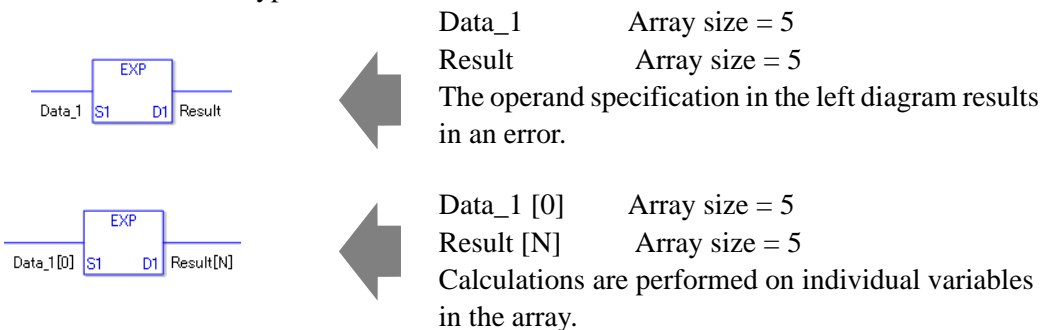 Data_1 Array size = 5
EXP
Result Array size = 5
Data_1 S1 D1 Result
The operand specification in the left diagram results
in an error.
Data_1 [0] Array size = 5
EXP
Result [N] Array size = 5
Data_1[0] S1 D1 Result[N]
Calculations are performed on individual variables
in the array.